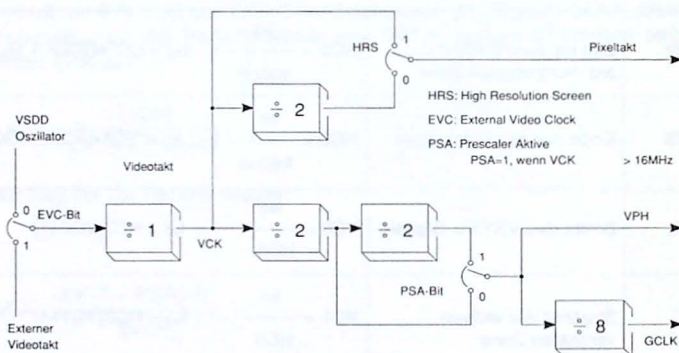 HRS
1
0
Pixeltakt
÷ 2
HRS: High Resolution Screen
EVC: External Video Clock
PSA: Prescaler Aktive
PSA=1, wenn VCK > 16MHz
VSDD
Oszillator
Videotakt
0
EVC-Bit
1
÷ 1
VCK
÷ 2
÷ 2
PSA-Bit
1
0
VPH
÷ 8
GCLK
Externer
Videotakt